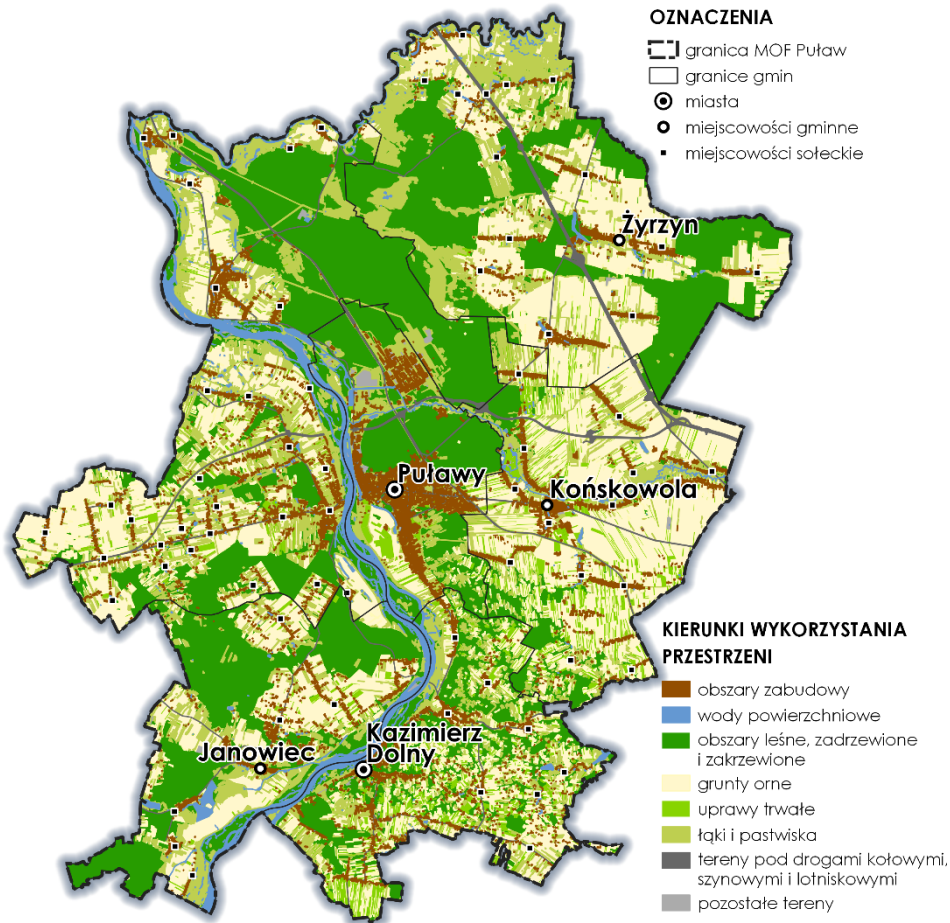 OZNACZENIA
granica MOF Puław
granice gmin
miasta
miejscowości gminne
miejscowości sołeckie
Żyrzyn
Puławy
Końskowola
Kazimierz
Dolny
Janowiec
KIERUNKI WYKORZYSTANIA
PRZESTRZENI
obszary zabudowy
wody powierzchniowe
obszary leśne, zadrzewione
i zakrzewione
grunty orne
uprawy trwałe
łąki i pastwiska
tereny pod drogami kołowymi,
szynowymi i lotniskowymi
pozostałe tereny